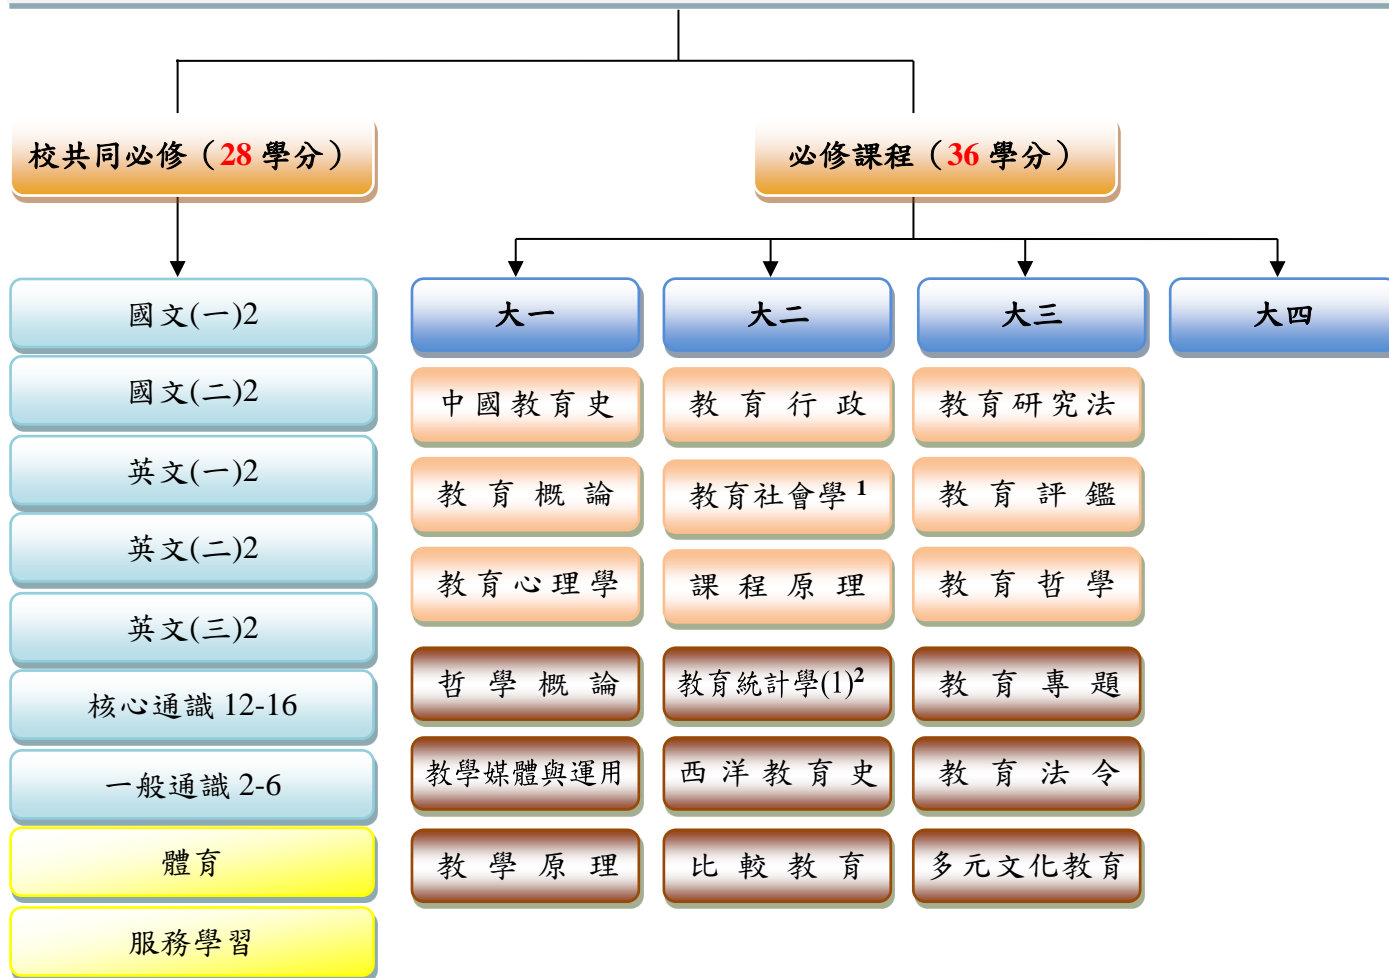 校共同必修（28 學分）
必修課程（36 學分）
國文(一)2
國文(二)2
英文(一)2
英文(二)2
英文(三)2
核心通識 12-16
一般通識 2-6
體育
服務學習
大一
中國教育史
教育概論
教育心理學
哲學概論
教學媒體與運用
教學原理
大二
教育行政
教育社會學 1
課程原理
教育統計學(1)2
西洋教育史
比較教育
大三
教育研究法
教育評鑑
教育哲學
教育專題
教育法令
多元文化教育
大四